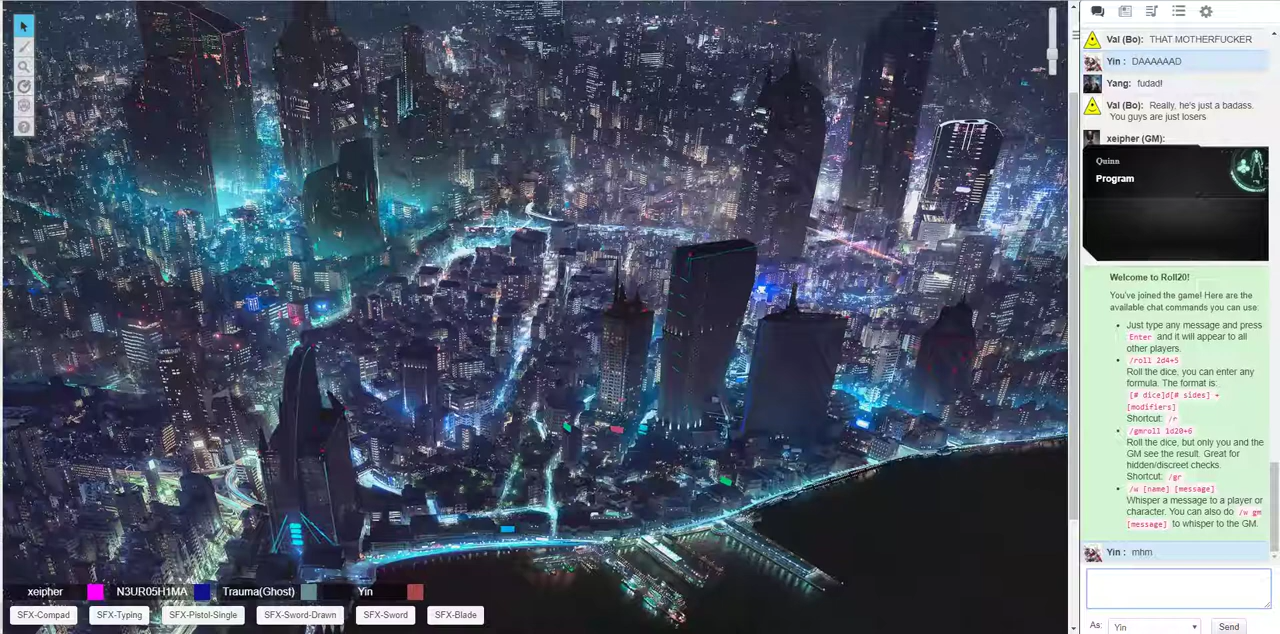 Val (Bo): THAT MOTHERFUCKER
Yin : DAAAAAAD
Yang: fudad!
Val (Bo): Really, he's just a badass.
You guys are just losers
xeipher (GM):
Quinn
Program
Welcome to Roll20!
You've joined the game! Here are the
available chat commands you can use:
Just type any message and press
Enter and it will appear to all
other players.
/roll 2d4+5
Roll the dice, you can enter any
formula. The format is:
[# dice]d[# sides] +
[modifiers]
Shortcut: /r
/gmroll 1d20+6
Roll the dice, but only you and the
GM see the result. Great for
hidden/discreet checks.
Shortcut: /gr
/w [name] [message]
Whisper a message to a player or
character. You can also do /w gm
[message] to whisper to the GM.
Yin : mhm
As: Yin Send
xeipher N3UR05H1MA Trauma(Ghost) Yin
SFX-Compad SFX-Typing SFX-Pistol-Single SFX-Sword-Drawn SFX-Sword SFX-Blade